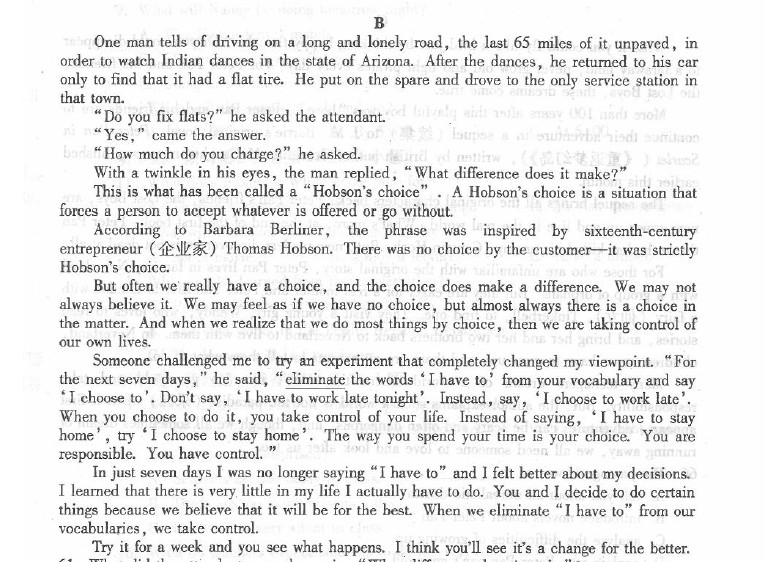 B
One man tells of driving on a long and lonely road, the last 65 miles of it unpaved, in
order to watch Indian dances in the state of Arizona. After the dances, he returned to his car
only to find that it had a flat tire. He put on the spare and drove to the only service station in
that town.
"Do you fix flats?" he asked the attendant.
"Yes," came the answer.
"How much do you charge?" he asked.
With a twinkle in his eyes, the man replied, "What difference does it make?"
This is what has been called a "Hobson's choice". A Hobson's choice is a situation that
forces a person to accept whatever is offered or go without.
According to Barbara Berliner, the phrase was inspired by sixteenth-century
entrepreneur (企业家) Thomas Hobson. There was no choice by the customer—it was strictly
Hobson's choice.
But often we really have a choice, and the choice does make a difference. We may not
always believe it. We may feel as if we have no choice, but almost always there is a choice in
the matter. And when we realize that we do most things by choice, then we are taking control of
our own lives.
Someone challenged me to try an experiment that completely changed my viewpoint. "For
the next seven days," he said, "eliminate the words 'I have to' from your vocabulary and say
'I choose to'. Don't say, 'I have to work late tonight'. Instead, say, 'I choose to work late'.
When you choose to do it, you take control of your life. Instead of saying, 'I have to stay
home', try 'I choose to stay home'. The way you spend your time is your choice. You are
responsible. You have control."
In just seven days I was no longer saying "I have to" and I felt better about my decisions.
I learned that there is very little in my life I actually have to do. You and I decide to do certain
things because we believe that it will be for the best. When we eliminate "I have to" from our
vocabularies, we take control.
Try it for a week and you see what happens. I think you'll see it's a change for the better.